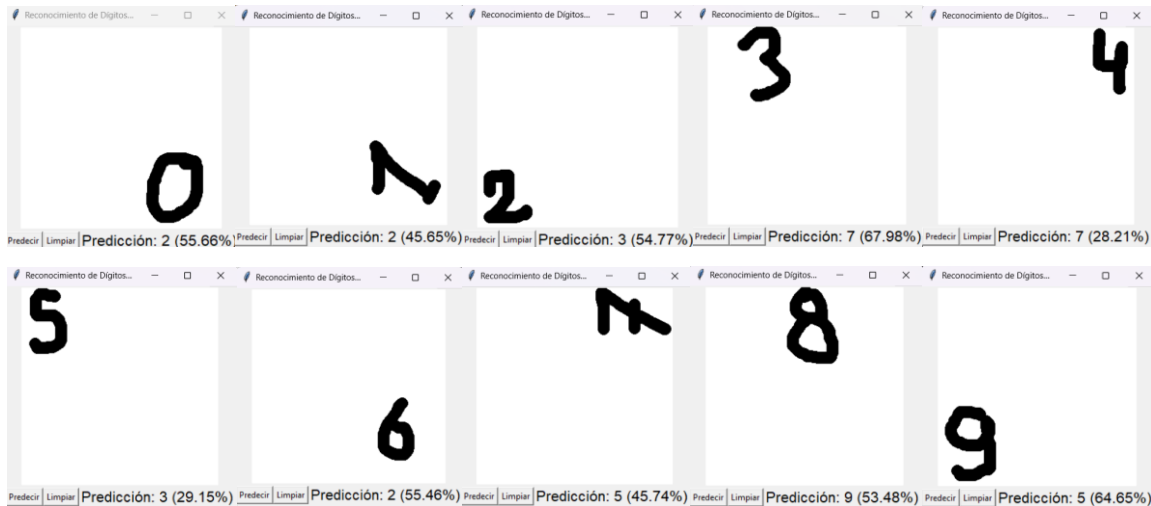 Reconocimiento de Dígitos...
Reconocimiento de Dígitos...
Reconocimiento de Dígitos...
Reconocimiento de Dígitos...
Reconocimiento de Dígitos...
0
1
2
3
4
Predecir Limpiar Predicción: 2 (55.66%)
Predecir Limpiar Predicción: 2 (45.65%)
Predecir Limpiar Predicción: 3 (54.77%)
Predecir Limpiar Predicción: 7 (67.98%)
Predecir Limpiar Predicción: 7 (28.21%)
Reconocimiento de Dígitos...
Reconocimiento de Dígitos...
Reconocimiento de Dígitos...
Reconocimiento de Dígitos...
Reconocimiento de Dígitos...
5
6
7
8
9
Predecir Limpiar Predicción: 3 (29.15%)
Predecir Limpiar Predicción: 2 (55.46%)
Predecir Limpiar Predicción: 5 (45.74%)
Predecir Limpiar Predicción: 9 (53.48%)
Predecir Limpiar Predicción: 5 (64.65%)